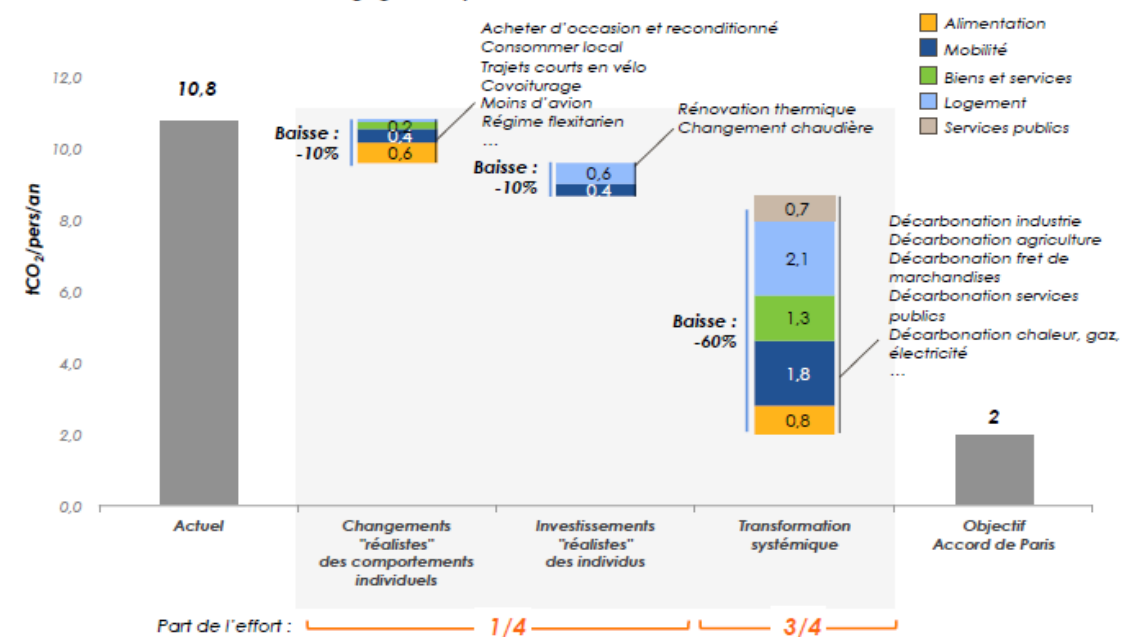 Alimentation
Mobilité
Biens et services
Logement
Services publics
Acheter d'occasion et reconditionné
Consommer local
Trajets courts en vélo
Covoiturage
Moins d'avion
Régime flexitarien
...
Rénovation thermique
Changement chaudière
12,0
10,0
8,0
6,0
4,0
2,0
0,0
tCO₂/pers/an
10,8
Baisse :
-10%
0,2
0,4
0,6
Baisse :
-10%
0,6
0,4
Baisse :
-60%
0,7
2,1
1,3
1,8
0,8
Décarbonation industrie
Décarbonation agriculture
Décarbonation fret de
marchandises
Décarbonation services
publics
Décarbonation chaleur, gaz,
électricité
...
2
Actuel
Changements
"réalistes"
des comportements
individuels
Investissements
"réalistes"
des individus
Transformation
systémique
Objectif
Accord de Paris
Part de l'effort :
1/4
3/4